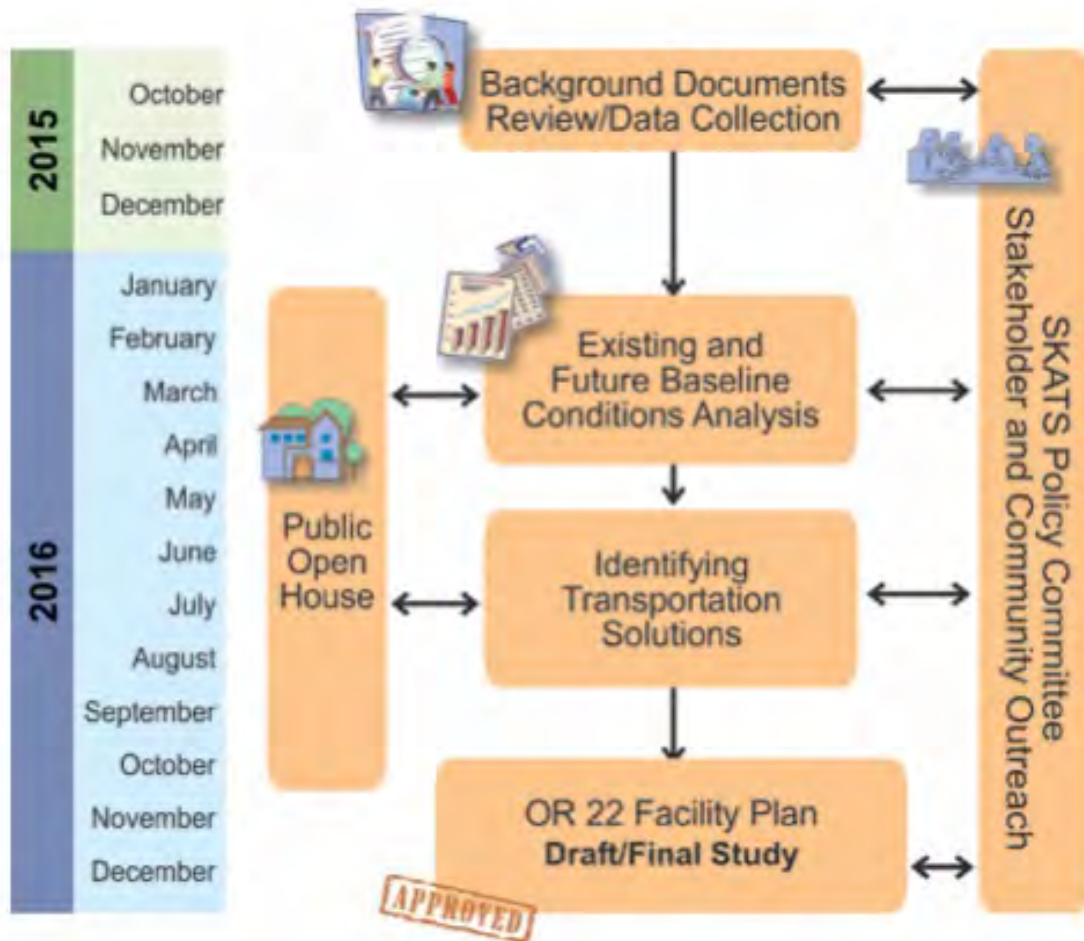 2015
October
November
December
2016
January
February
March
April
May
June
July
August
September
October
November
December
Background Documents
Review/Data Collection
Existing and
Future Baseline
Conditions Analysis
Public
Open
House
Identifying
Transportation
Solutions
OR 22 Facility Plan
Draft/Final Study
APPROVED
SKATS Policy Committee
Stakeholder and Community Outreach